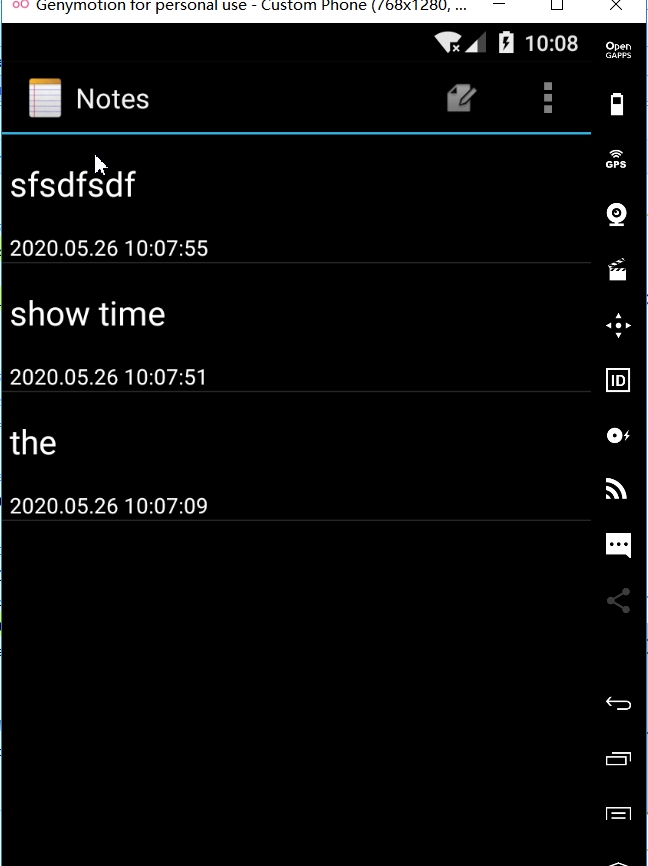 Genymotion for personal use - Custom Phone (768x1280, ...
10:08
Open
GAPPS
Notes
GPS
sfsdfsdf
2020.05.26 10:07:55
show time
2020.05.26 10:07:51
ID
the
2020.05.26 10:07:09